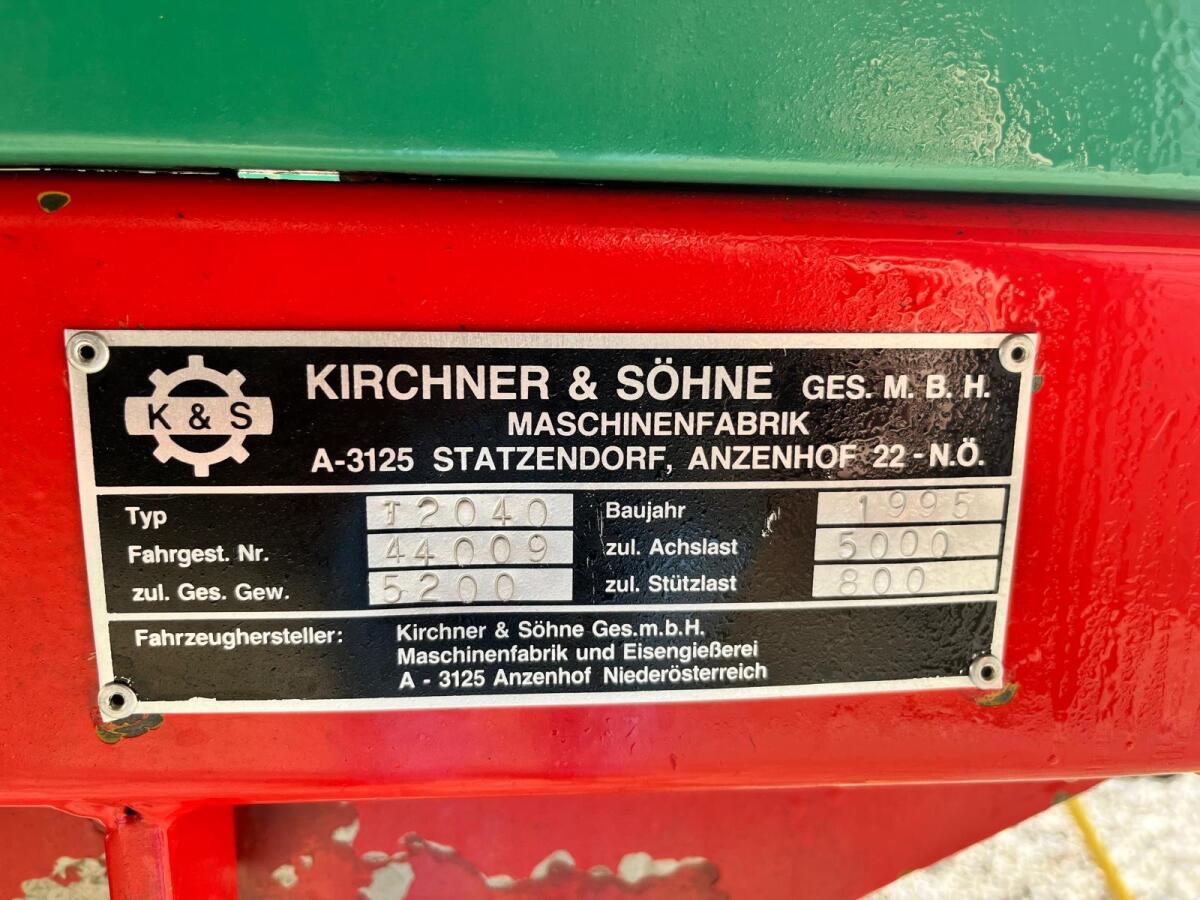 K & S
KIRCHNER & SÖHNE GES. M. B. H.
MASCHINENFABRIK
A-3125 STATZENDORF, ANZENHOF 22 - N.Ö.
Typ T2040 Baujahr 1995
Fahrgest. Nr. 44009 zul. Achslast 5000
zul. Ges. Gew. 5200 zul. Stützlast 800
Fahrzeughersteller: Kirchner & Söhne Ges.m.b.H.
Maschinenfabrik und Eisengießerei
A - 3125 Anzenhof Niederösterreich